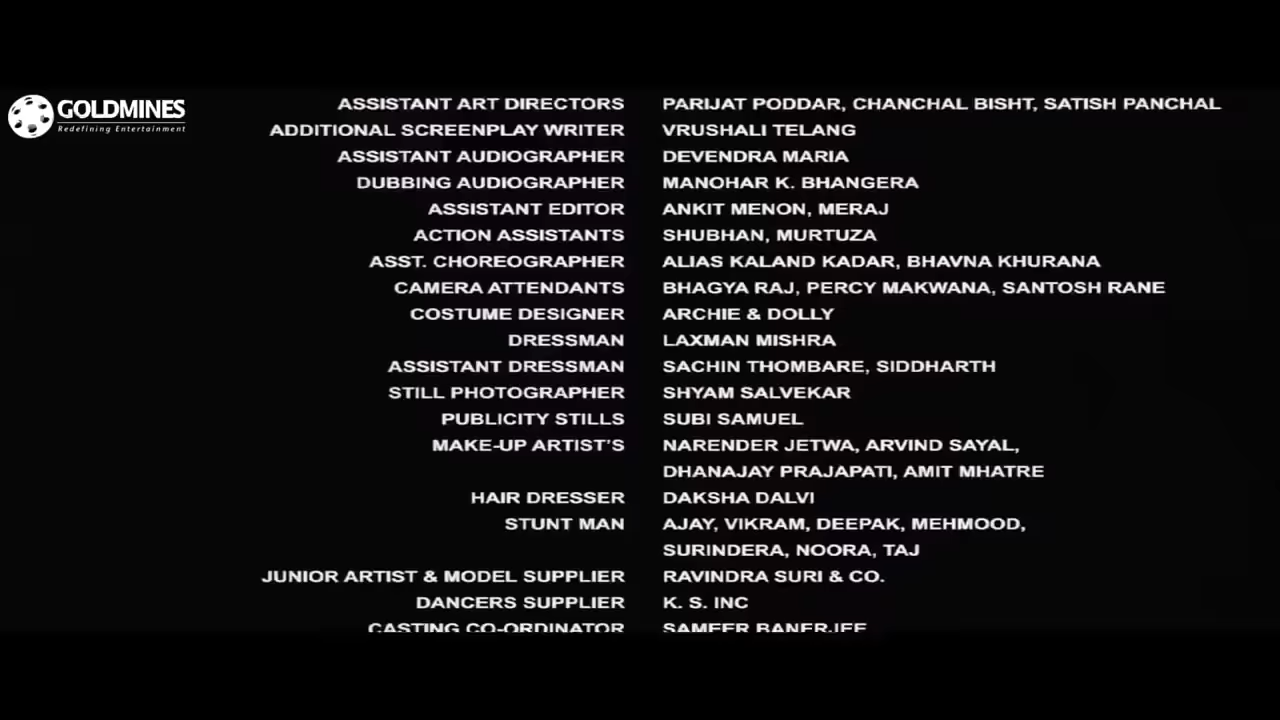 GOLDMINES
Redefining Entertainment
ASSISTANT ART DIRECTORS PARIJAT PODDAR, CHANCHAL BISHT, SATISH PANCHAL
ADDITIONAL SCREENPLAY WRITER VRUSHALI TELANG
ASSISTANT AUDIOGRAPHER DEVENDRA MARIA
DUBBING AUDIOGRAPHER MANOHAR K. BHANGERA
ASSISTANT EDITOR ANKIT MENON, MERAJ
ACTION ASSISTANTS SHUBHAN, MURTUZA
ASST. CHOREOGRAPHER ALIAS KALAND KADAR, BHAVNA KHURANA
CAMERA ATTENDANTS BHAGYA RAJ, PERCY MAKWANA, SANTOSH RANE
COSTUME DESIGNER ARCHIE & DOLLY
DRESSMAN LAXMAN MISHRA
ASSISTANT DRESSMAN SACHIN THOMBARE, SIDDHARTH
STILL PHOTOGRAPHER SHYAM SALVEKAR
PUBLICITY STILLS SUBI SAMUEL
MAKE-UP ARTIST'S NARENDER JETWA, ARVIND SAYAL,
DHANAJAY PRAJAPATI, AMIT MHATRE
HAIR DRESSER DAKSHA DALVI
STUNT MAN AJAY, VIKRAM, DEEPAK, MEHMOOD,
SURINDERA, NOORA, TAJ
JUNIOR ARTIST & MODEL SUPPLIER RAVINDRA SURI & CO.
DANCERS SUPPLIER K. S. INC
CASTING CO-ORDINATOR SAMEER BANERJEE